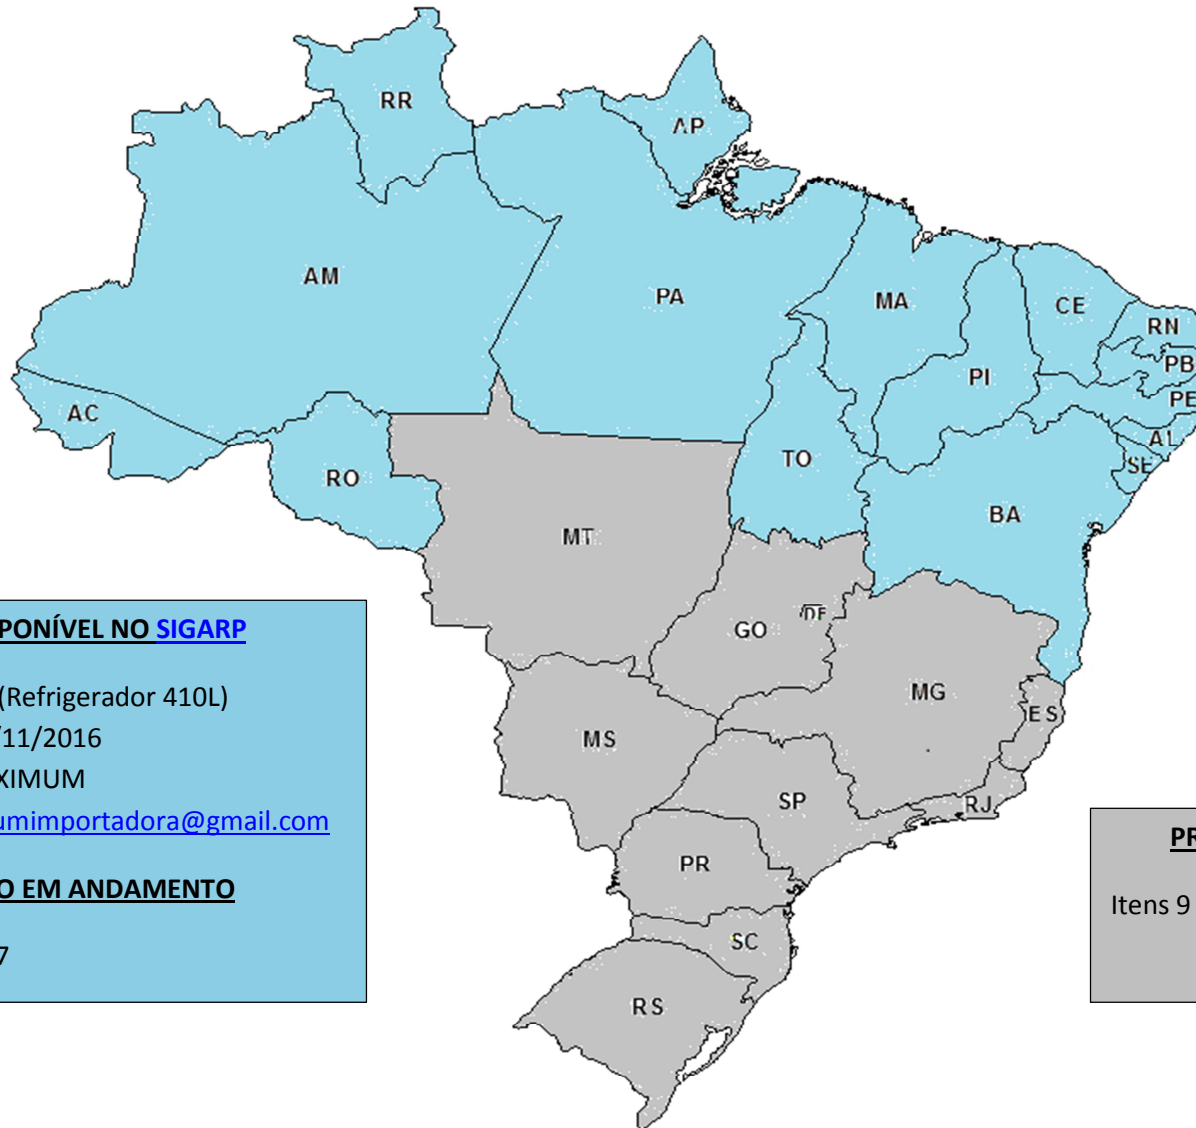 RR
AP
AM
PA
MA
CE
RN
PB
PI
PE
AC
AL
SE
TO
RO
BA
MT
DF
GO
MG
ES
MS
SP
RJ
PR
SC
RS
PONÍVEL NO SIGARP
(Refrigerador 410L)
/11/2016
XIMUM
umimportadora@gmail.com
O EM ANDAMENTO
7
PR
Itens 9